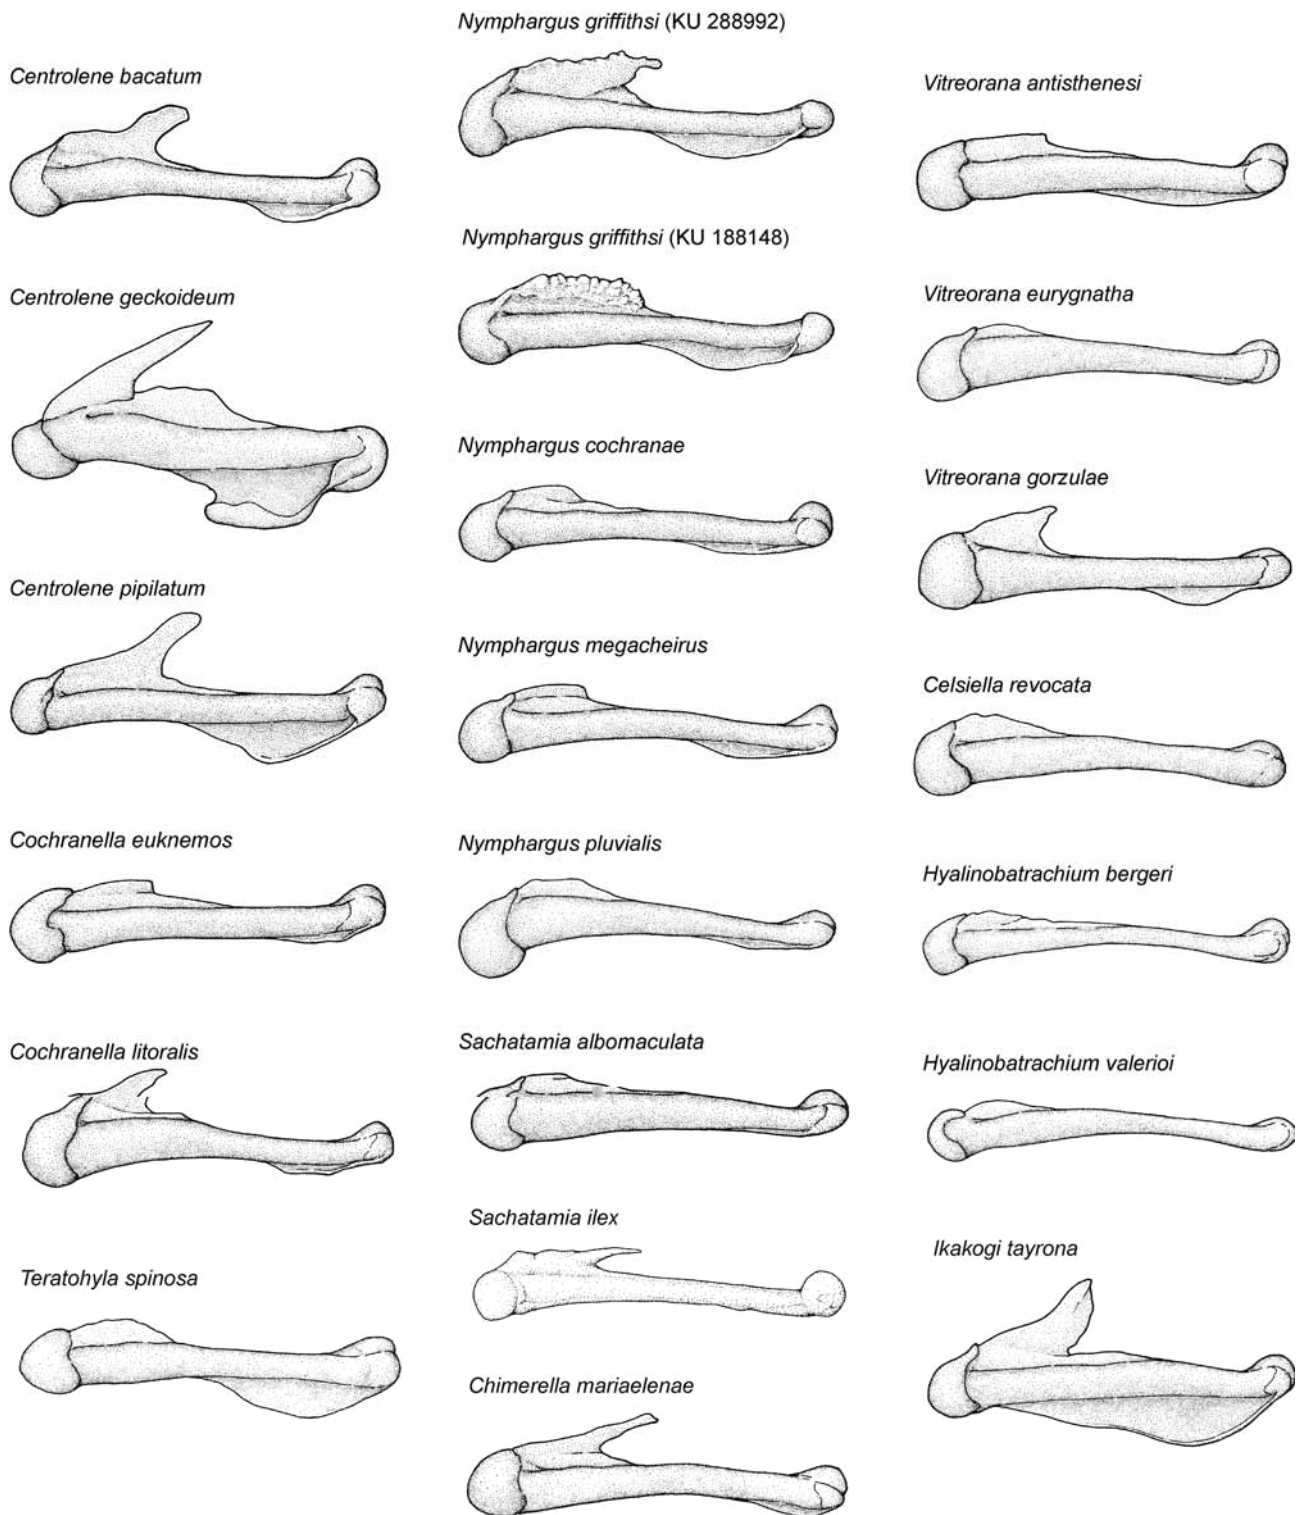 Centrolene bacatum
Centrolene geckoideum
Centrolene pipilatum
Cochranella euknemos
Cochranella litoralis
Teratohyla spinosa
Nymphargus griffithsi (KU 288992)
Nymphargus griffithsi (KU 188148)
Nymphargus cochranae
Nymphargus megacheirus
Nymphargus pluvialis
Sachatamia albomaculata
Sachatamia ilex
Chimerella mariaelenae
Vitreorana antisthenesi
Vitreorana eurygnatha
Vitreorana gorzulae
Celsiella revocata
Hyalinobatrachium bergeri
Hyalinobatrachium valerioi
Ikakogi tayrona